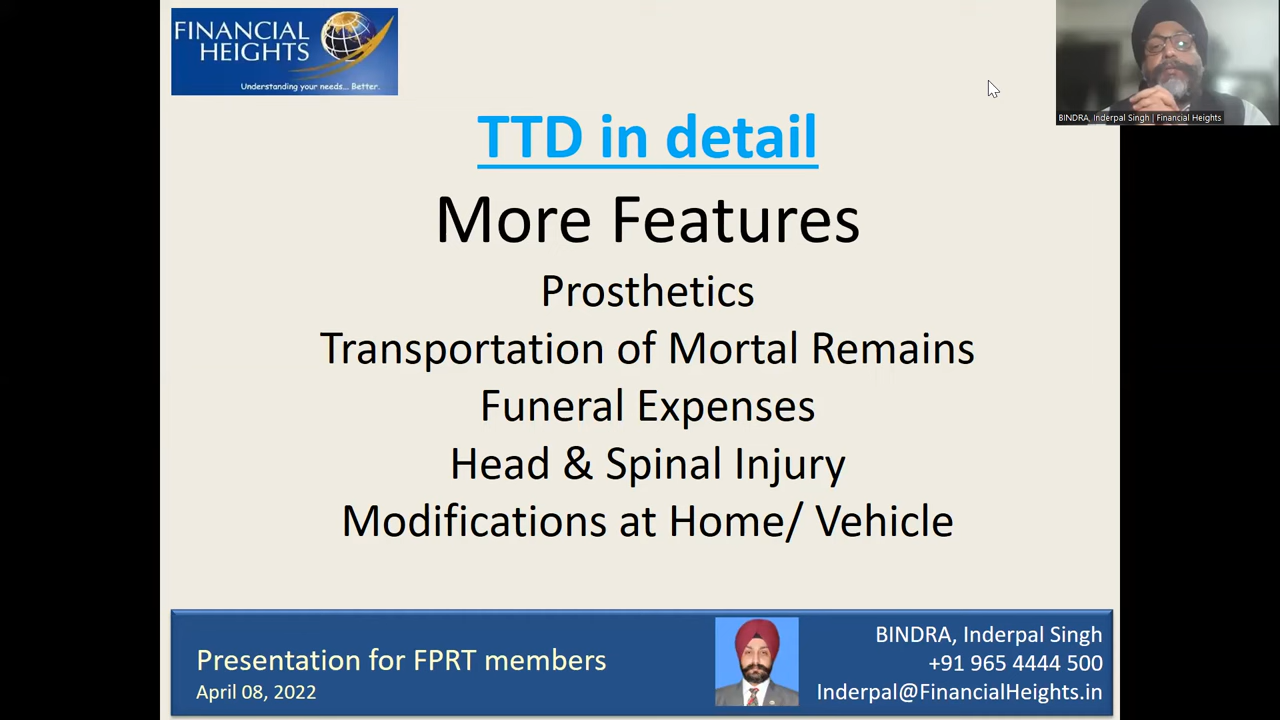 FINANCIAL
HEIGHTS
Understanding your needs... Better.
BINDRA, Inderpal Singh | Financial Heights
TTD in detail
More Features
Prosthetics
Transportation of Mortal Remains
Funeral Expenses
Head & Spinal Injury
Modifications at Home/ Vehicle
Presentation for FPRT members
April 08, 2022
BINDRA, Inderpal Singh
+91 965 4444 500
Inderpal@FinancialHeights.in